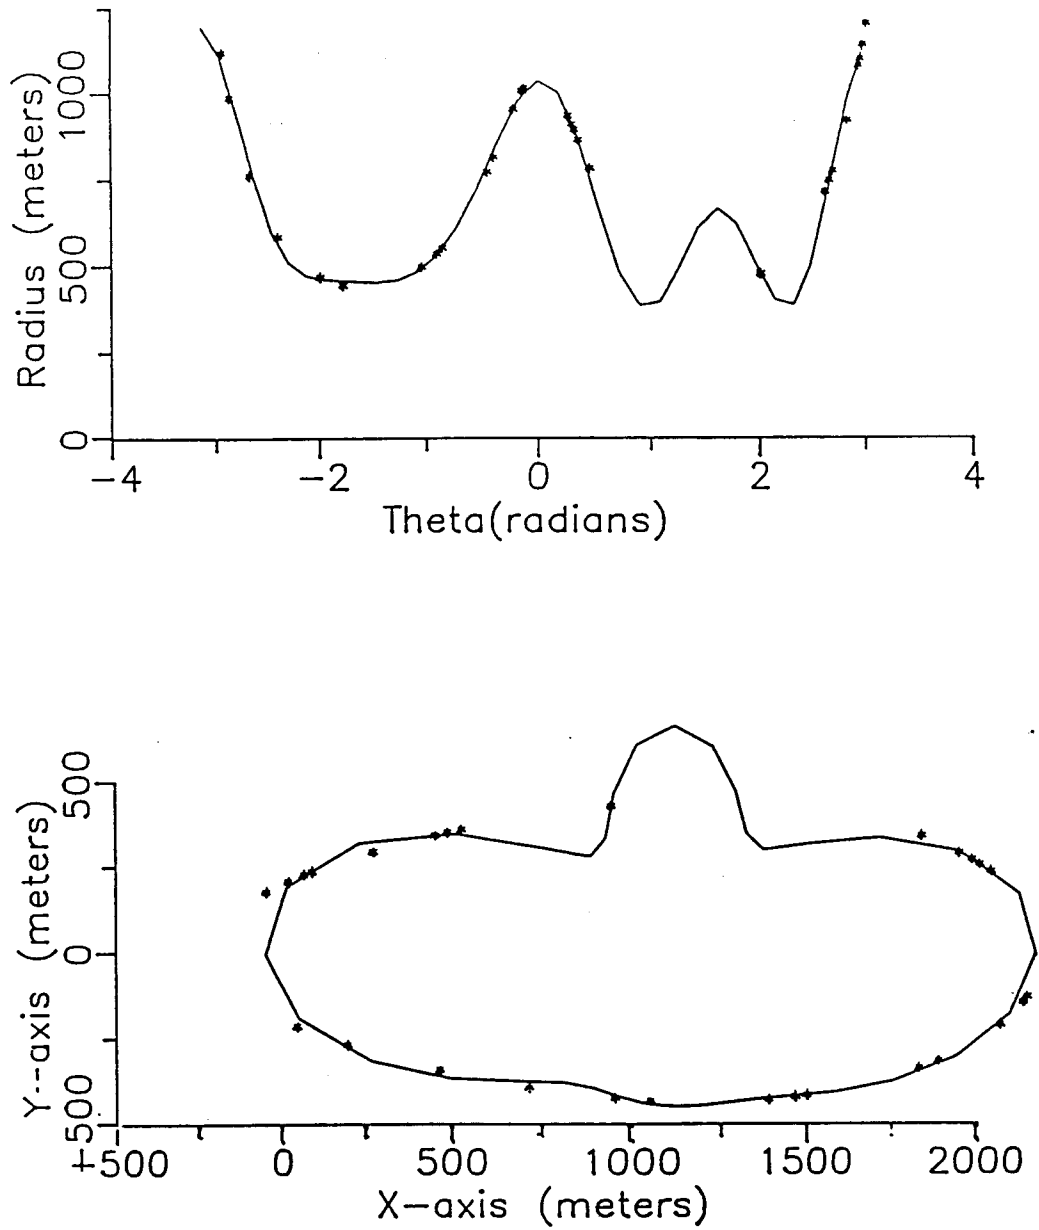 Radius (meters)
1000
500
0
−4 −2 0 2 4
Theta(radians)
Y--axis (meters)
500
0
500
+500 0 500 1000 1500 2000
X−axis (meters)